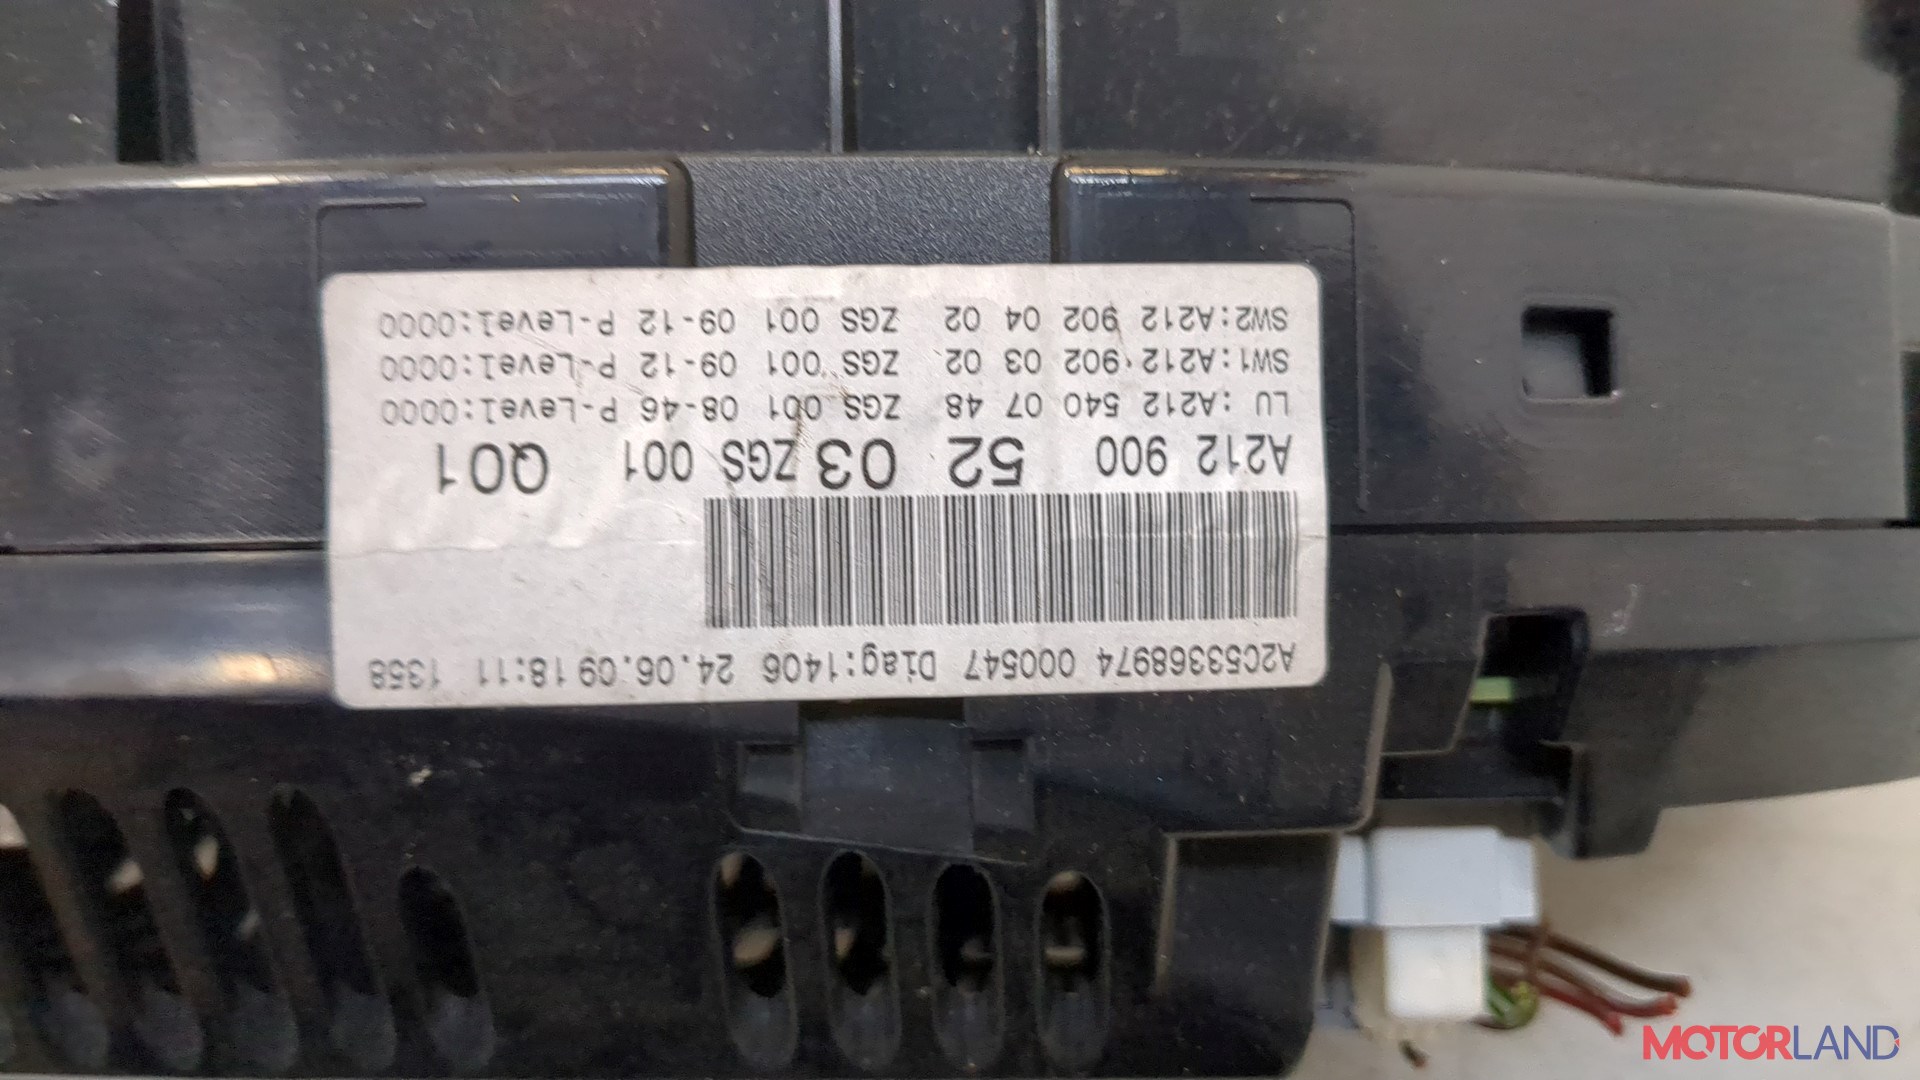 A2C53368974 000547 Diag:1406 24.06.09 18:11 1358
A212 900 52 03 ZGS 001 Q01
LU :A212 540 07 48 ZGS 001 08-46 P-Level:0000
SW1:A212 902 03 02 ZGS 001 09-12 P-Level:0000
SW2:A212 902 04 02 ZGS 001 09-12 P-Level:0000
MOTORLAND